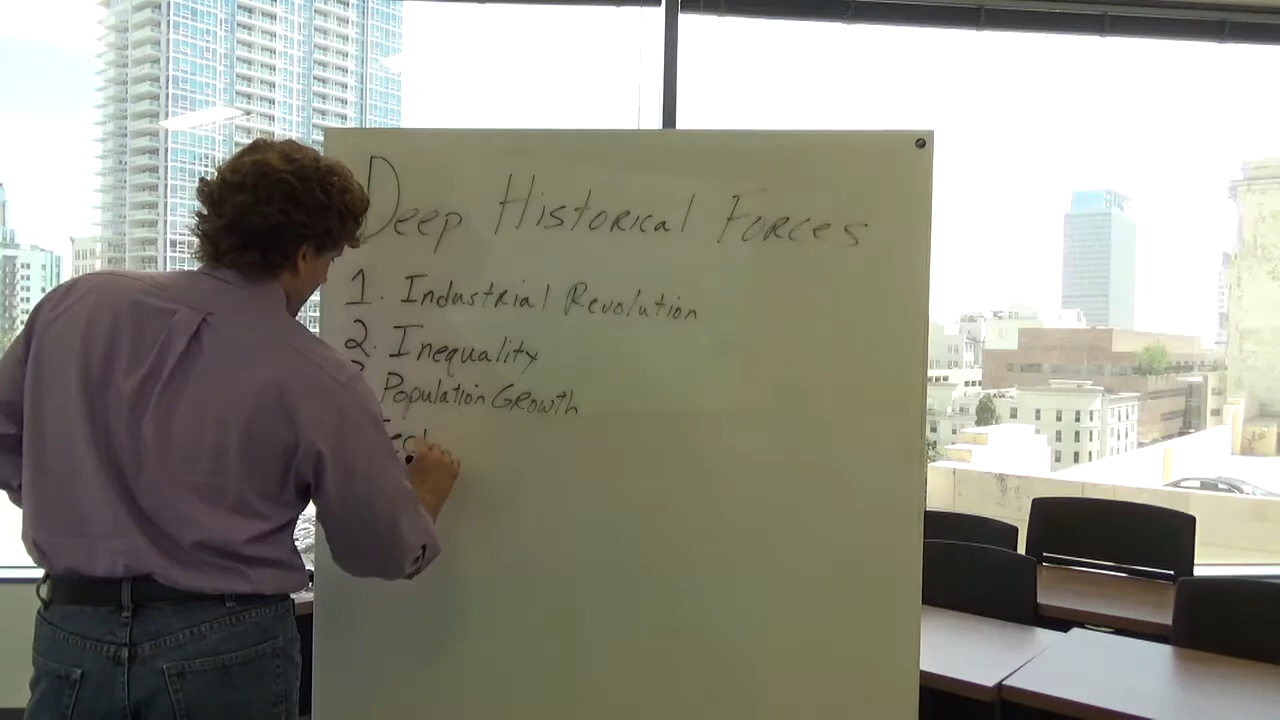 Deep Historical Forces
1. Industrial Revolution
2. Inequality
Population Growth